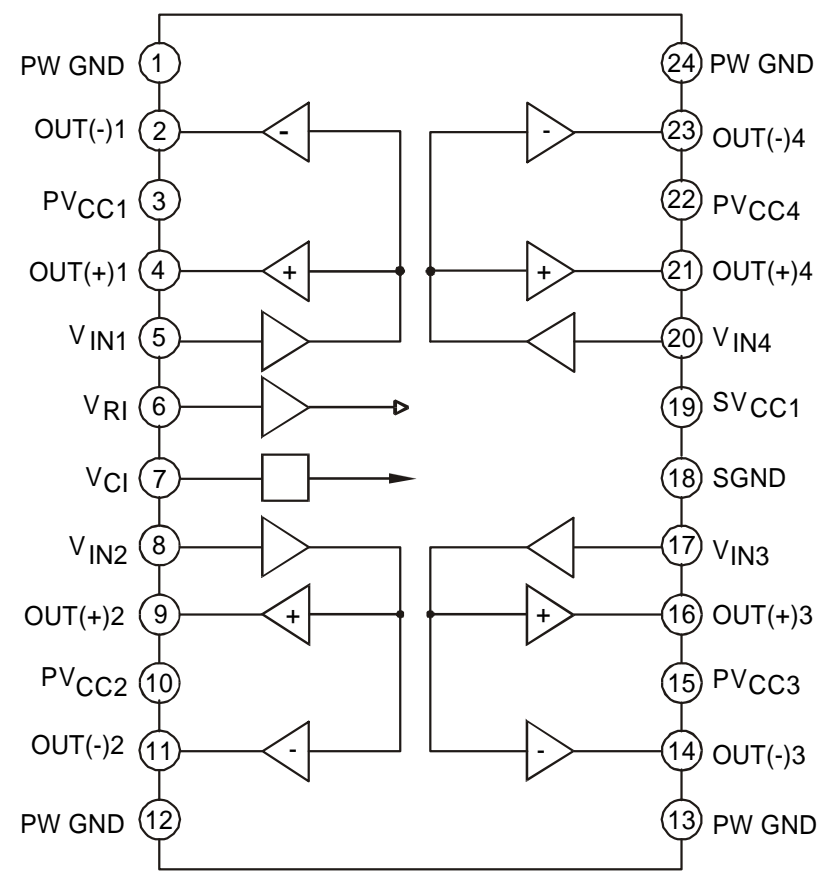 PW GND 1
24 PW GND
OUT(-)1 2 - - 23 OUT(-)4
PVCC1 3
22 PVCC4
OUT(+)1 4 + + 21 OUT(+)4
VIN1 5
20 VIN4
VRI 6
19 SVCC1
VCI 7
18 SGND
VIN2 8
17 VIN3
OUT(+)2 9 + + 16 OUT(+)3
PVCC2 10
15 PVCC3
OUT(-)2 11 - - 14 OUT(-)3
PW GND 12
13 PW GND